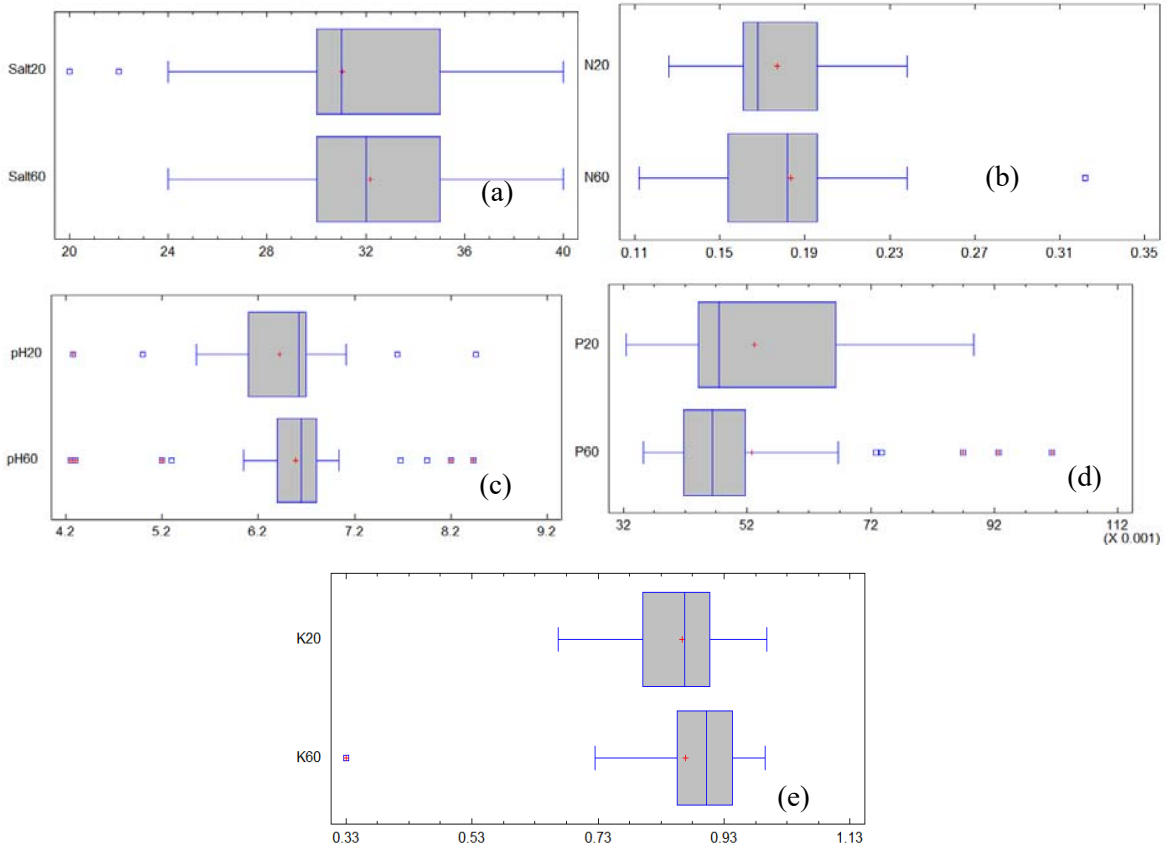 Salt20
Salt60
(a)
20 24 28 32 36 40
N20
N60
(b)
0.11 0.15 0.19 0.23 0.27 0.31 0.35
pH20
pH60
(c)
4.2 5.2 6.2 7.2 8.2 9.2
P20
P60
(d)
32 52 72 92 112
(X 0.001)
K20
K60
(e)
0.33 0.53 0.73 0.93 1.13